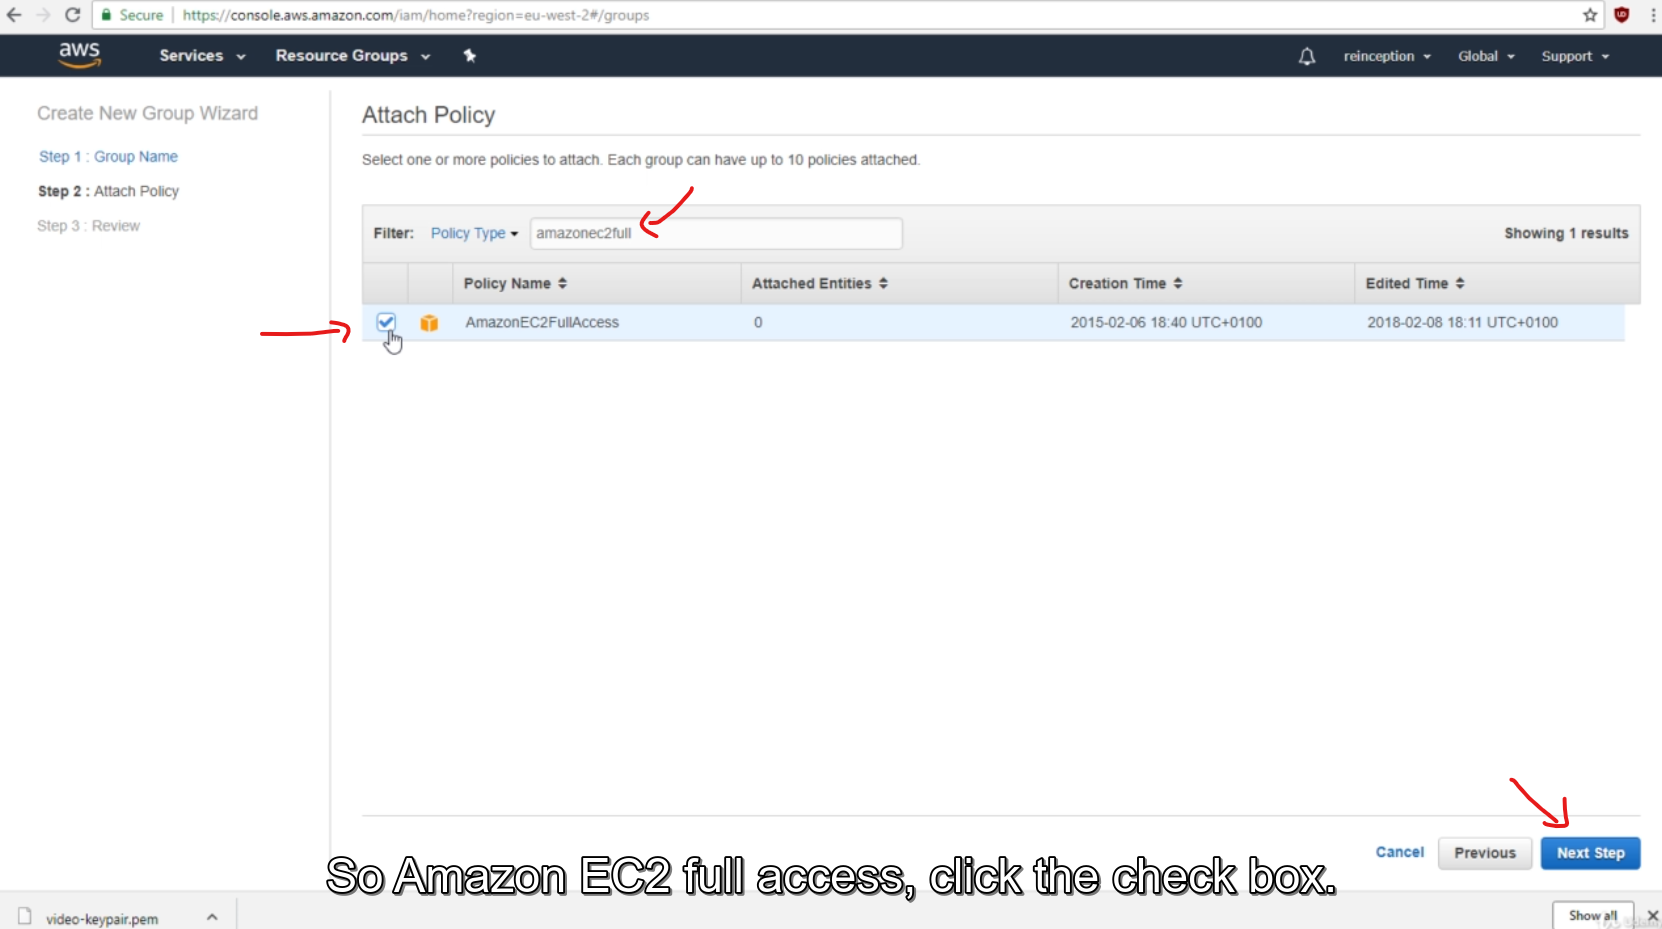 Secure https://console.aws.amazon.com/iam/home?region=eu-west-2#/groups
aws Services Resource Groups reinception Global Support
Create New Group Wizard
Step 1 : Group Name
Step 2 : Attach Policy
Step 3 : Review
Attach Policy
Select one or more policies to attach. Each group can have up to 10 policies attached.
Filter: Policy Type amazonec2full Showing 1 results
Policy Name Attached Entities Creation Time Edited Time
AmazonEC2FullAccess 0 2015-02-06 18:40 UTC+0100 2018-02-08 18:11 UTC+0100
Cancel Previous Next Step
So Amazon EC2 full access, click the check box.
video-keypair.pem Show all